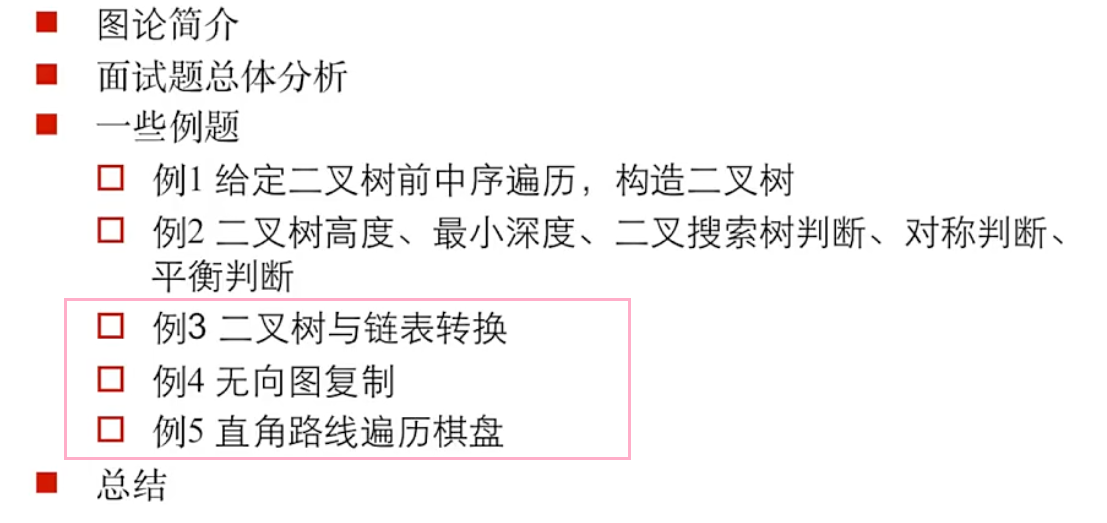 图论简介
面试题总体分析
一些例题
例1 给定二叉树前中序遍历，构造二叉树
例2 二叉树高度、最小深度、二叉搜索树判断、对称判断、
平衡判断
例3 二叉树与链表转换
例4 无向图复制
例5 直角路线遍历棋盘
总结